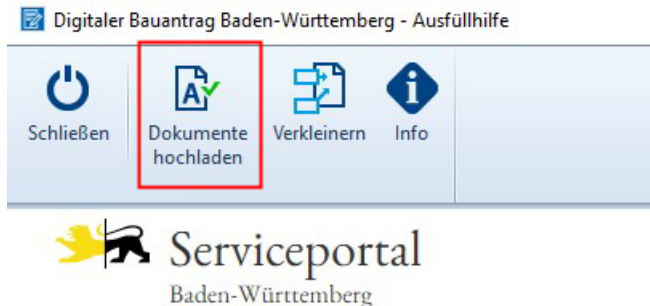 Digitaler Bauantrag Baden-Württemberg - Ausfüllhilfe
Schließen
Dokumente
hochladen
Verkleinern
Info
Serviceportal
Baden-Württemberg